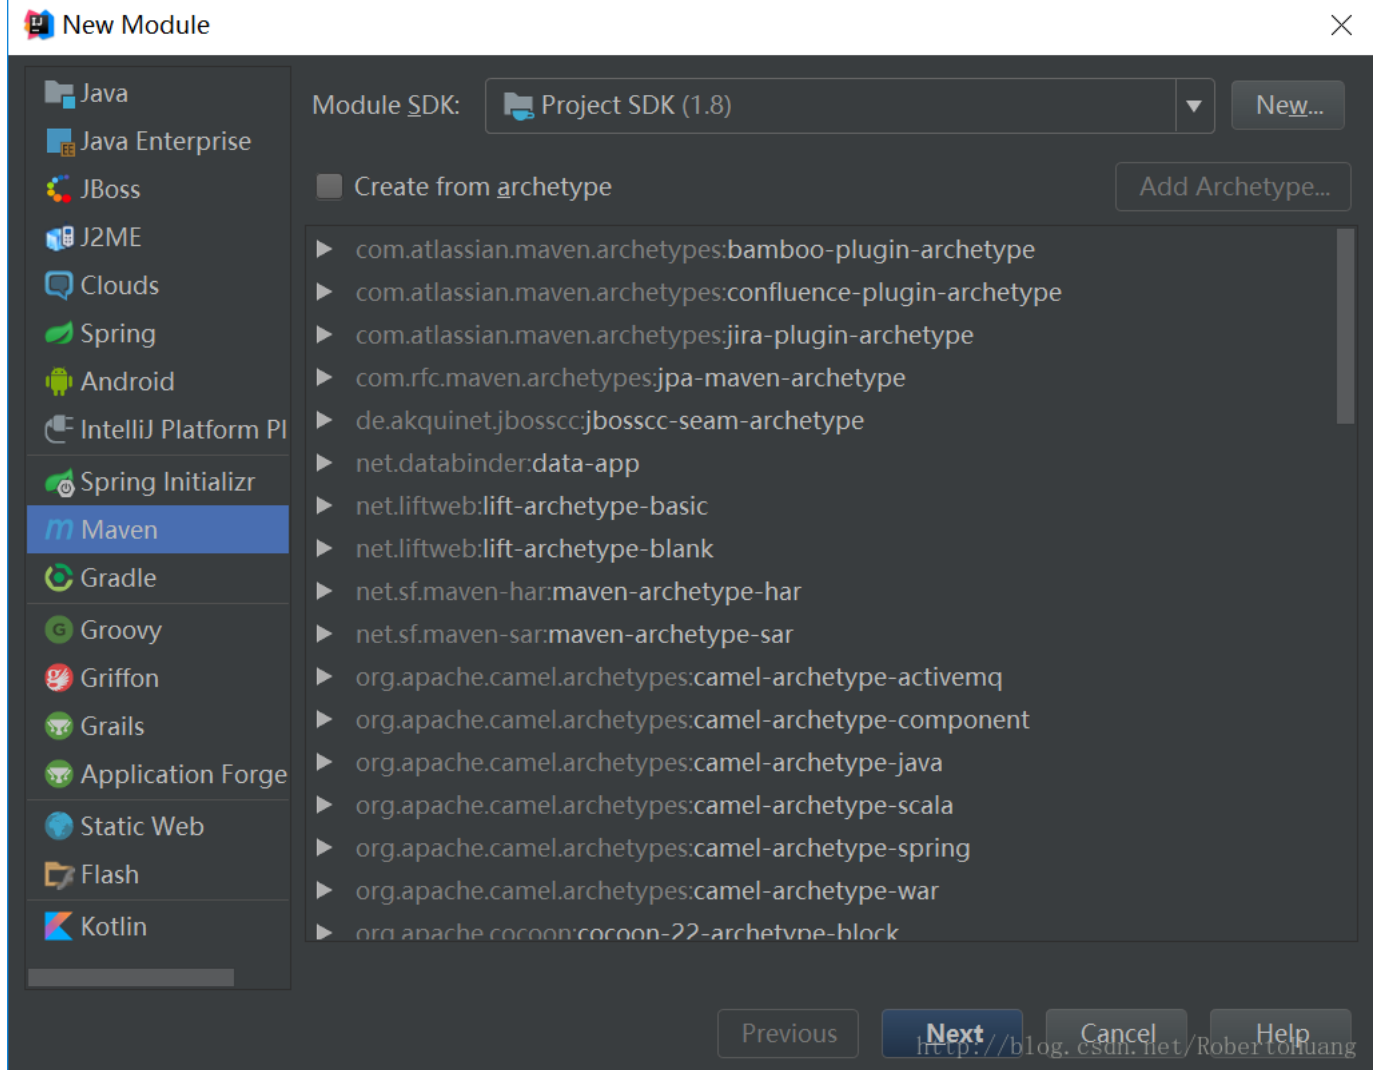 New Module
Java
Java Enterprise
JBoss
J2ME
Clouds
Spring
Android
IntelliJ Platform Pl
Spring Initializr
Maven
Gradle
Groovy
Griffon
Grails
Application Forge
Static Web
Flash
Kotlin
Module SDK: Project SDK (1.8) New...
Create from archetype Add Archetype...
com.atlassian.maven.archetypes:bamboo-plugin-archetype
com.atlassian.maven.archetypes:confluence-plugin-archetype
com.atlassian.maven.archetypes:jira-plugin-archetype
com.rfc.maven.archetypes:jpa-maven-archetype
de.akquinet.jbosscc:jbosscc-seam-archetype
net.databinder:data-app
net.liftweb:lift-archetype-basic
net.liftweb:lift-archetype-blank
net.sf.maven-har:maven-archetype-har
net.sf.maven-sar:maven-archetype-sar
org.apache.camel.archetypes:camel-archetype-activemq
org.apache.camel.archetypes:camel-archetype-component
org.apache.camel.archetypes:camel-archetype-java
org.apache.camel.archetypes:camel-archetype-scala
org.apache.camel.archetypes:camel-archetype-spring
org.apache.camel.archetypes:camel-archetype-war
org.apache.cocoon:cocoon-22-archetype-block
Previous Next Cancel Help
http://blog.csdn.net/RobertoHuang